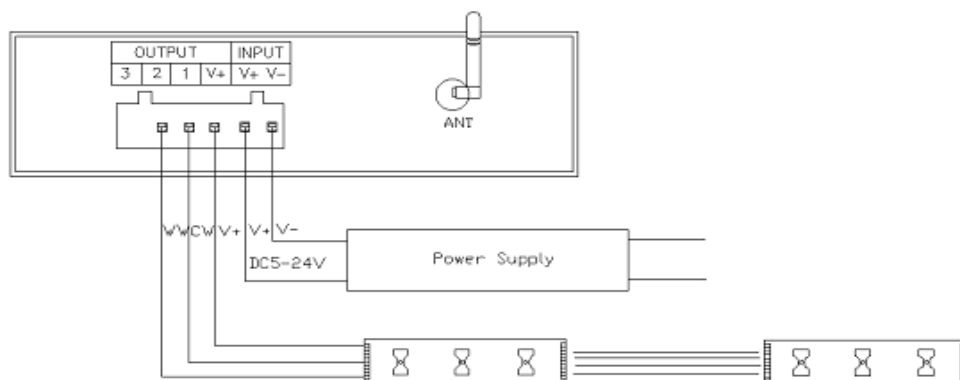 OUTPUT INPUT
3 2 1 V+ V+ V-
ANT
WW CW V+ V+ V-
DC5-24V
Power Supply